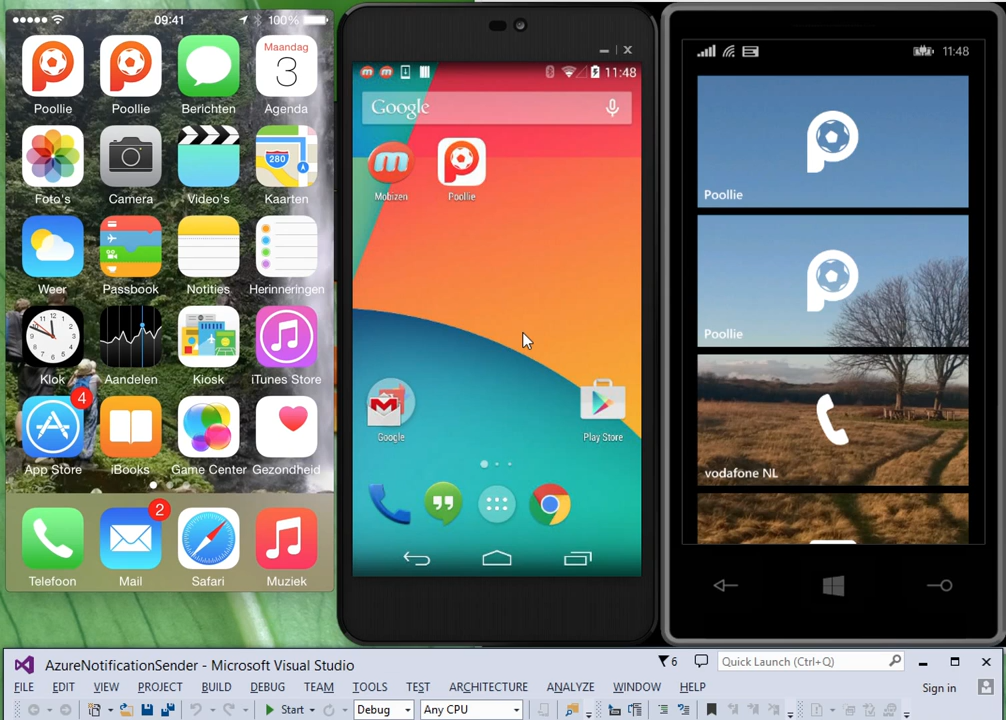 09:41 100%
Maandag
3
Poollie Poollie Berichten Agenda
280
Foto's Camera Video's Kaarten
Weer Passbook Notities Herinneringen
Klok Aandelen Kiosk iTunes Store
4
App Store iBooks Game Center Gezondheid
2
Telefoon Mail Safari Muziek
11:48
Google
Mobizen Poollie
Google Play Store
11:48
Poollie
Poollie
vodafone NL
AzureNotificationSender - Microsoft Visual Studio 6 Quick Launch (Ctrl+Q)
FILE EDIT VIEW PROJECT BUILD DEBUG TEAM TOOLS TEST ARCHITECTURE ANALYZE WINDOW HELP Sign in
Start Debug Any CPU